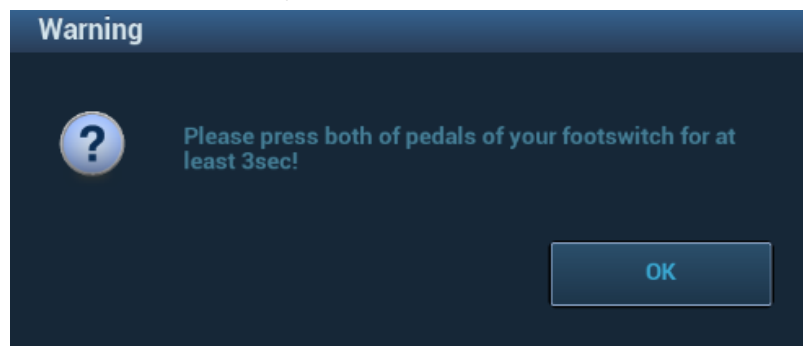 Warning
?
Please press both of pedals of your footswitch for at
least 3sec!
OK